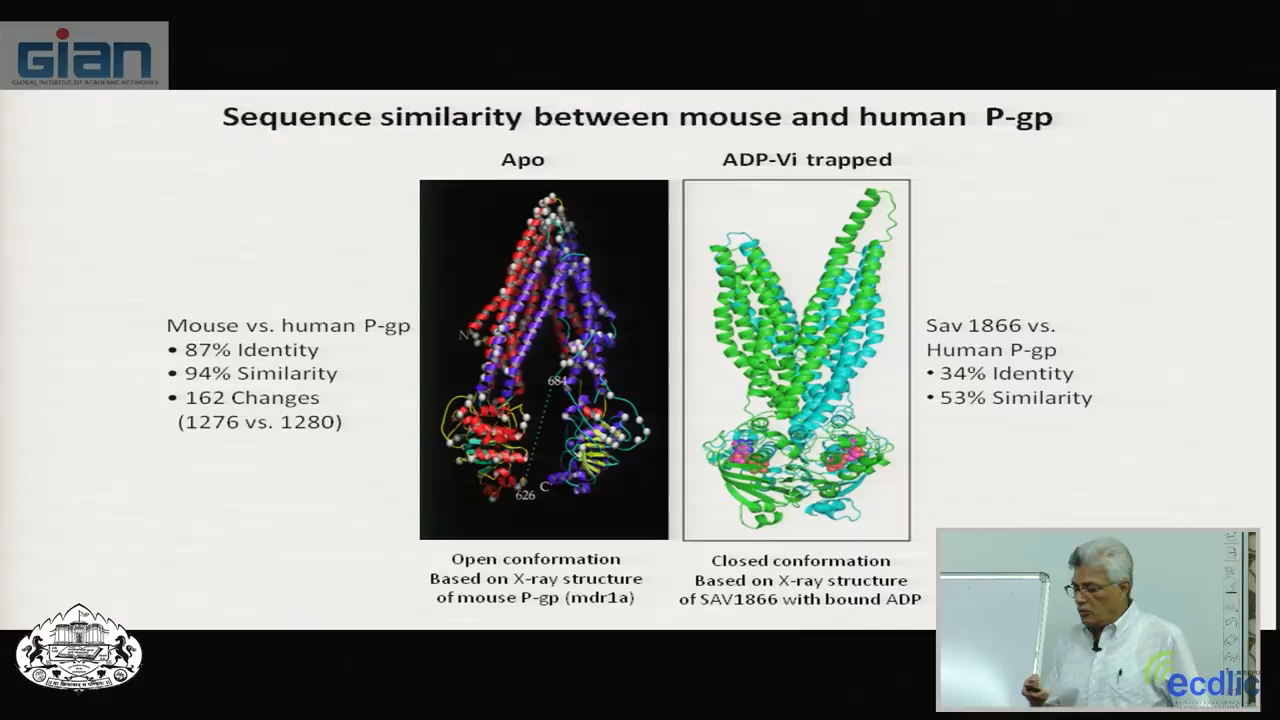 GIAN
GLOBAL INITIATIVE OF ACADEMIC NETWORKS
Sequence similarity between mouse and human P-gp
Apo
ADP-Vi trapped
Mouse vs. human P-gp
• 87% Identity
• 94% Similarity
• 162 Changes
(1276 vs. 1280)
N
684
626
C
Sav 1866 vs.
Human P-gp
• 34% Identity
• 53% Similarity
Open conformation
Based on X-ray structure
of mouse P-gp (mdr1a)
Closed conformation
Based on X-ray structure
of SAV1866 with bound ADP
ecdlic